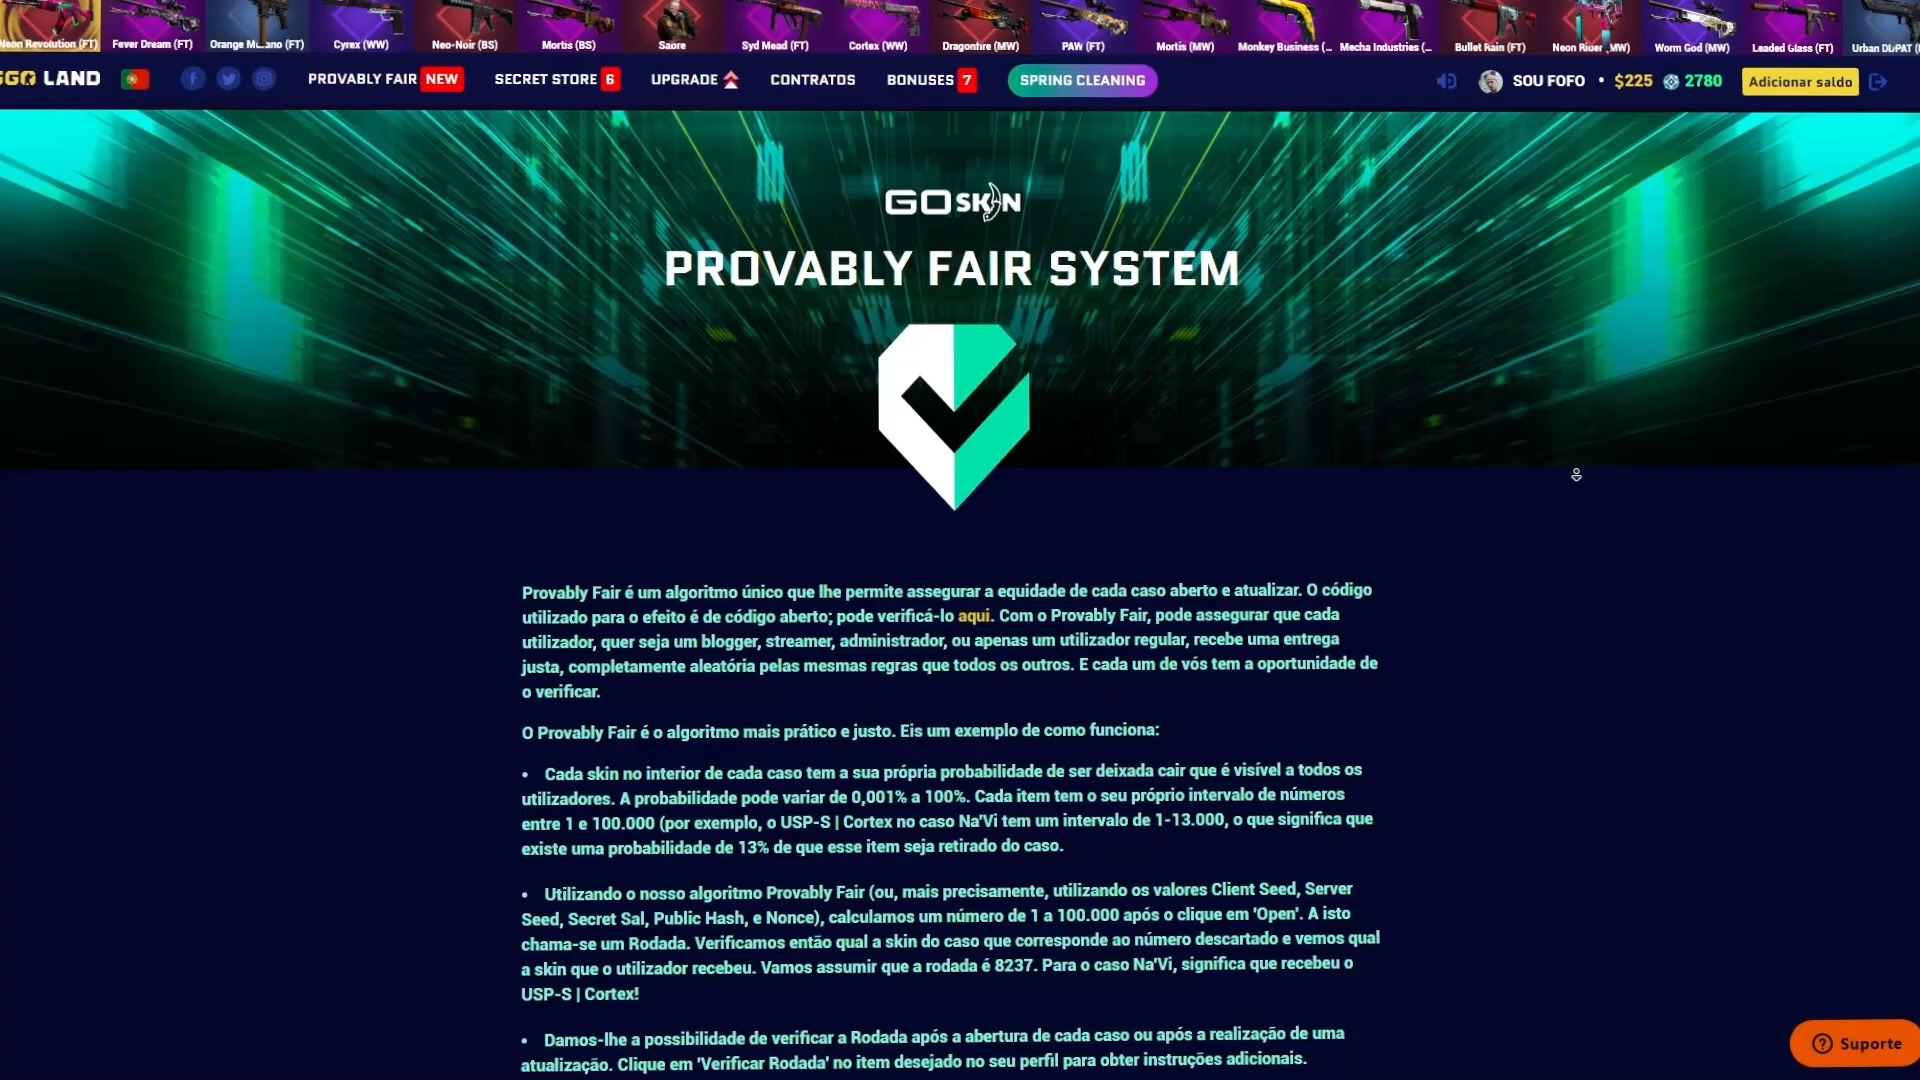 Neon Revolution (FT)
Fever Dream (FT)
Orange M... ano (FT)
Cyrex (WW)
Neo-Noir (BS)
Mortis (BS)
Sabre
Syd Mead (FT)
Cortex (WW)
Dragonfire (MW)
PAW (FT)
Mortis (MW)
Monkey Business (...
Mecha Industries (...
Bullet Rain (FT)
Neon Rider (MW)
Worm God (MW)
Leaded Glass (FT)
Urban DDPAT (
GGO LAND
PROVABLY FAIR NEW
SECRET STORE 6
UPGRADE
CONTRATOS
BONUSES 7
SPRING CLEANING
SOU FOFO • $225 2780
Adicionar saldo
GO SKIN
PROVABLY FAIR SYSTEM
Provably Fair é um algoritmo único que lhe permite assegurar a equidade de cada caso aberto e atualizar. O código
utilizado para o efeito é de código aberto; pode verificá-lo aqui. Com o Provably Fair, pode assegurar que cada
utilizador, quer seja um blogger, streamer, administrador, ou apenas um utilizador regular, recebe uma entrega
justa, completamente aleatória pelas mesmas regras que todos os outros. E cada um de vós tem a oportunidade de
o verificar.
O Provably Fair é o algoritmo mais prático e justo. Eis um exemplo de como funciona:
• Cada skin no interior de cada caso tem a sua própria probabilidade de ser deixada cair que é visível a todos os
utilizadores. A probabilidade pode variar de 0,001% a 100%. Cada item tem o seu próprio intervalo de números
entre 1 e 100.000 (por exemplo, o USP-S | Cortex no caso Na'Vi tem um intervalo de 1-13.000, o que significa que
existe uma probabilidade de 13% de que esse item seja retirado do caso.
• Utilizando o nosso algoritmo Provably Fair (ou, mais precisamente, utilizando os valores Client Seed, Server
Seed, Secret Sal, Public Hash, e Nonce), calculamos um número de 1 a 100.000 após o clique em 'Open'. A isto
chama-se um Rodada. Verificamos então qual a skin do caso que corresponde ao número descartado e vemos qual
a skin que o utilizador recebeu. Vamos assumir que a rodada é 8237. Para o caso Na'Vi, significa que recebeu o
USP-S | Cortex!
• Damos-lhe a possibilidade de verificar a Rodada após a abertura de cada caso ou após a realização de uma
atualização. Clique em 'Verificar Rodada' no item desejado no seu perfil para obter instruções adicionais.
Suporte